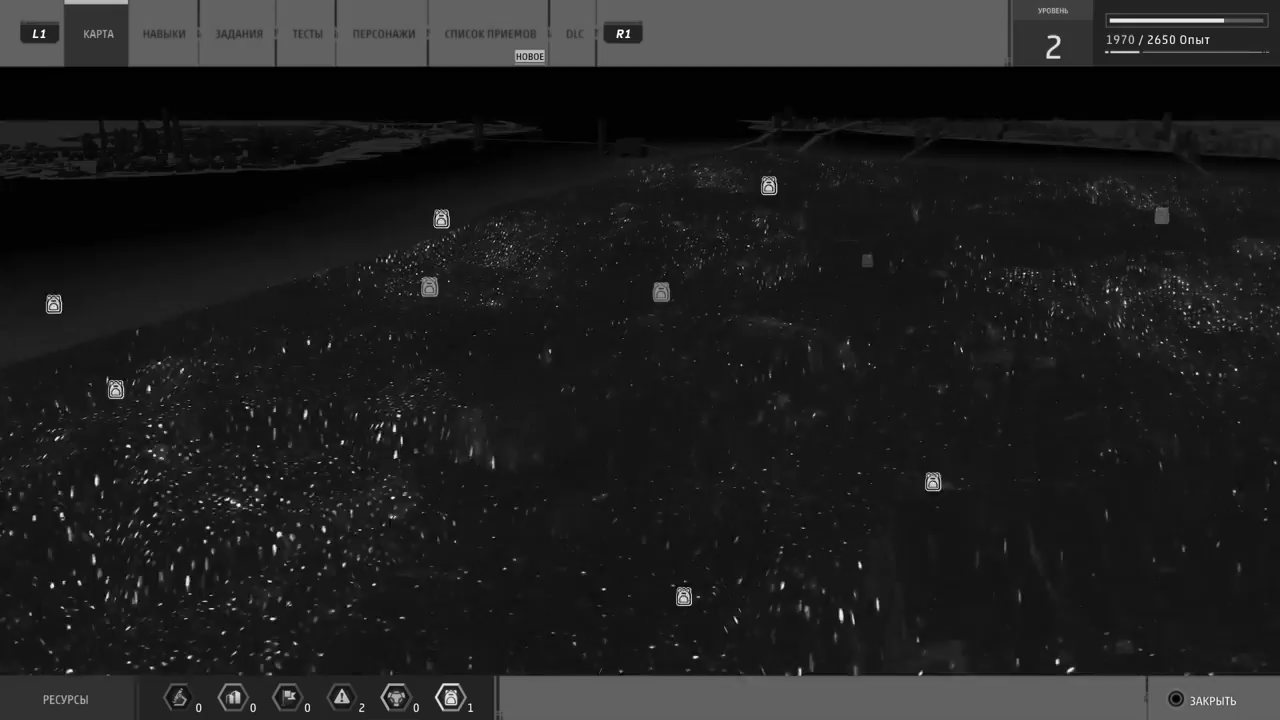 L1
КАРТА
НАВЫКИ
ЗАДАНИЯ
ТЕСТЫ
ПЕРСОНАЖИ
СПИСОК ПРИЕМОВ
НОВОЕ
DLC
R1
УРОВЕНЬ
2
1970 / 2650 Опыт
РЕСУРСЫ
0
0
0
2
0
1
ЗАКРЫТЬ